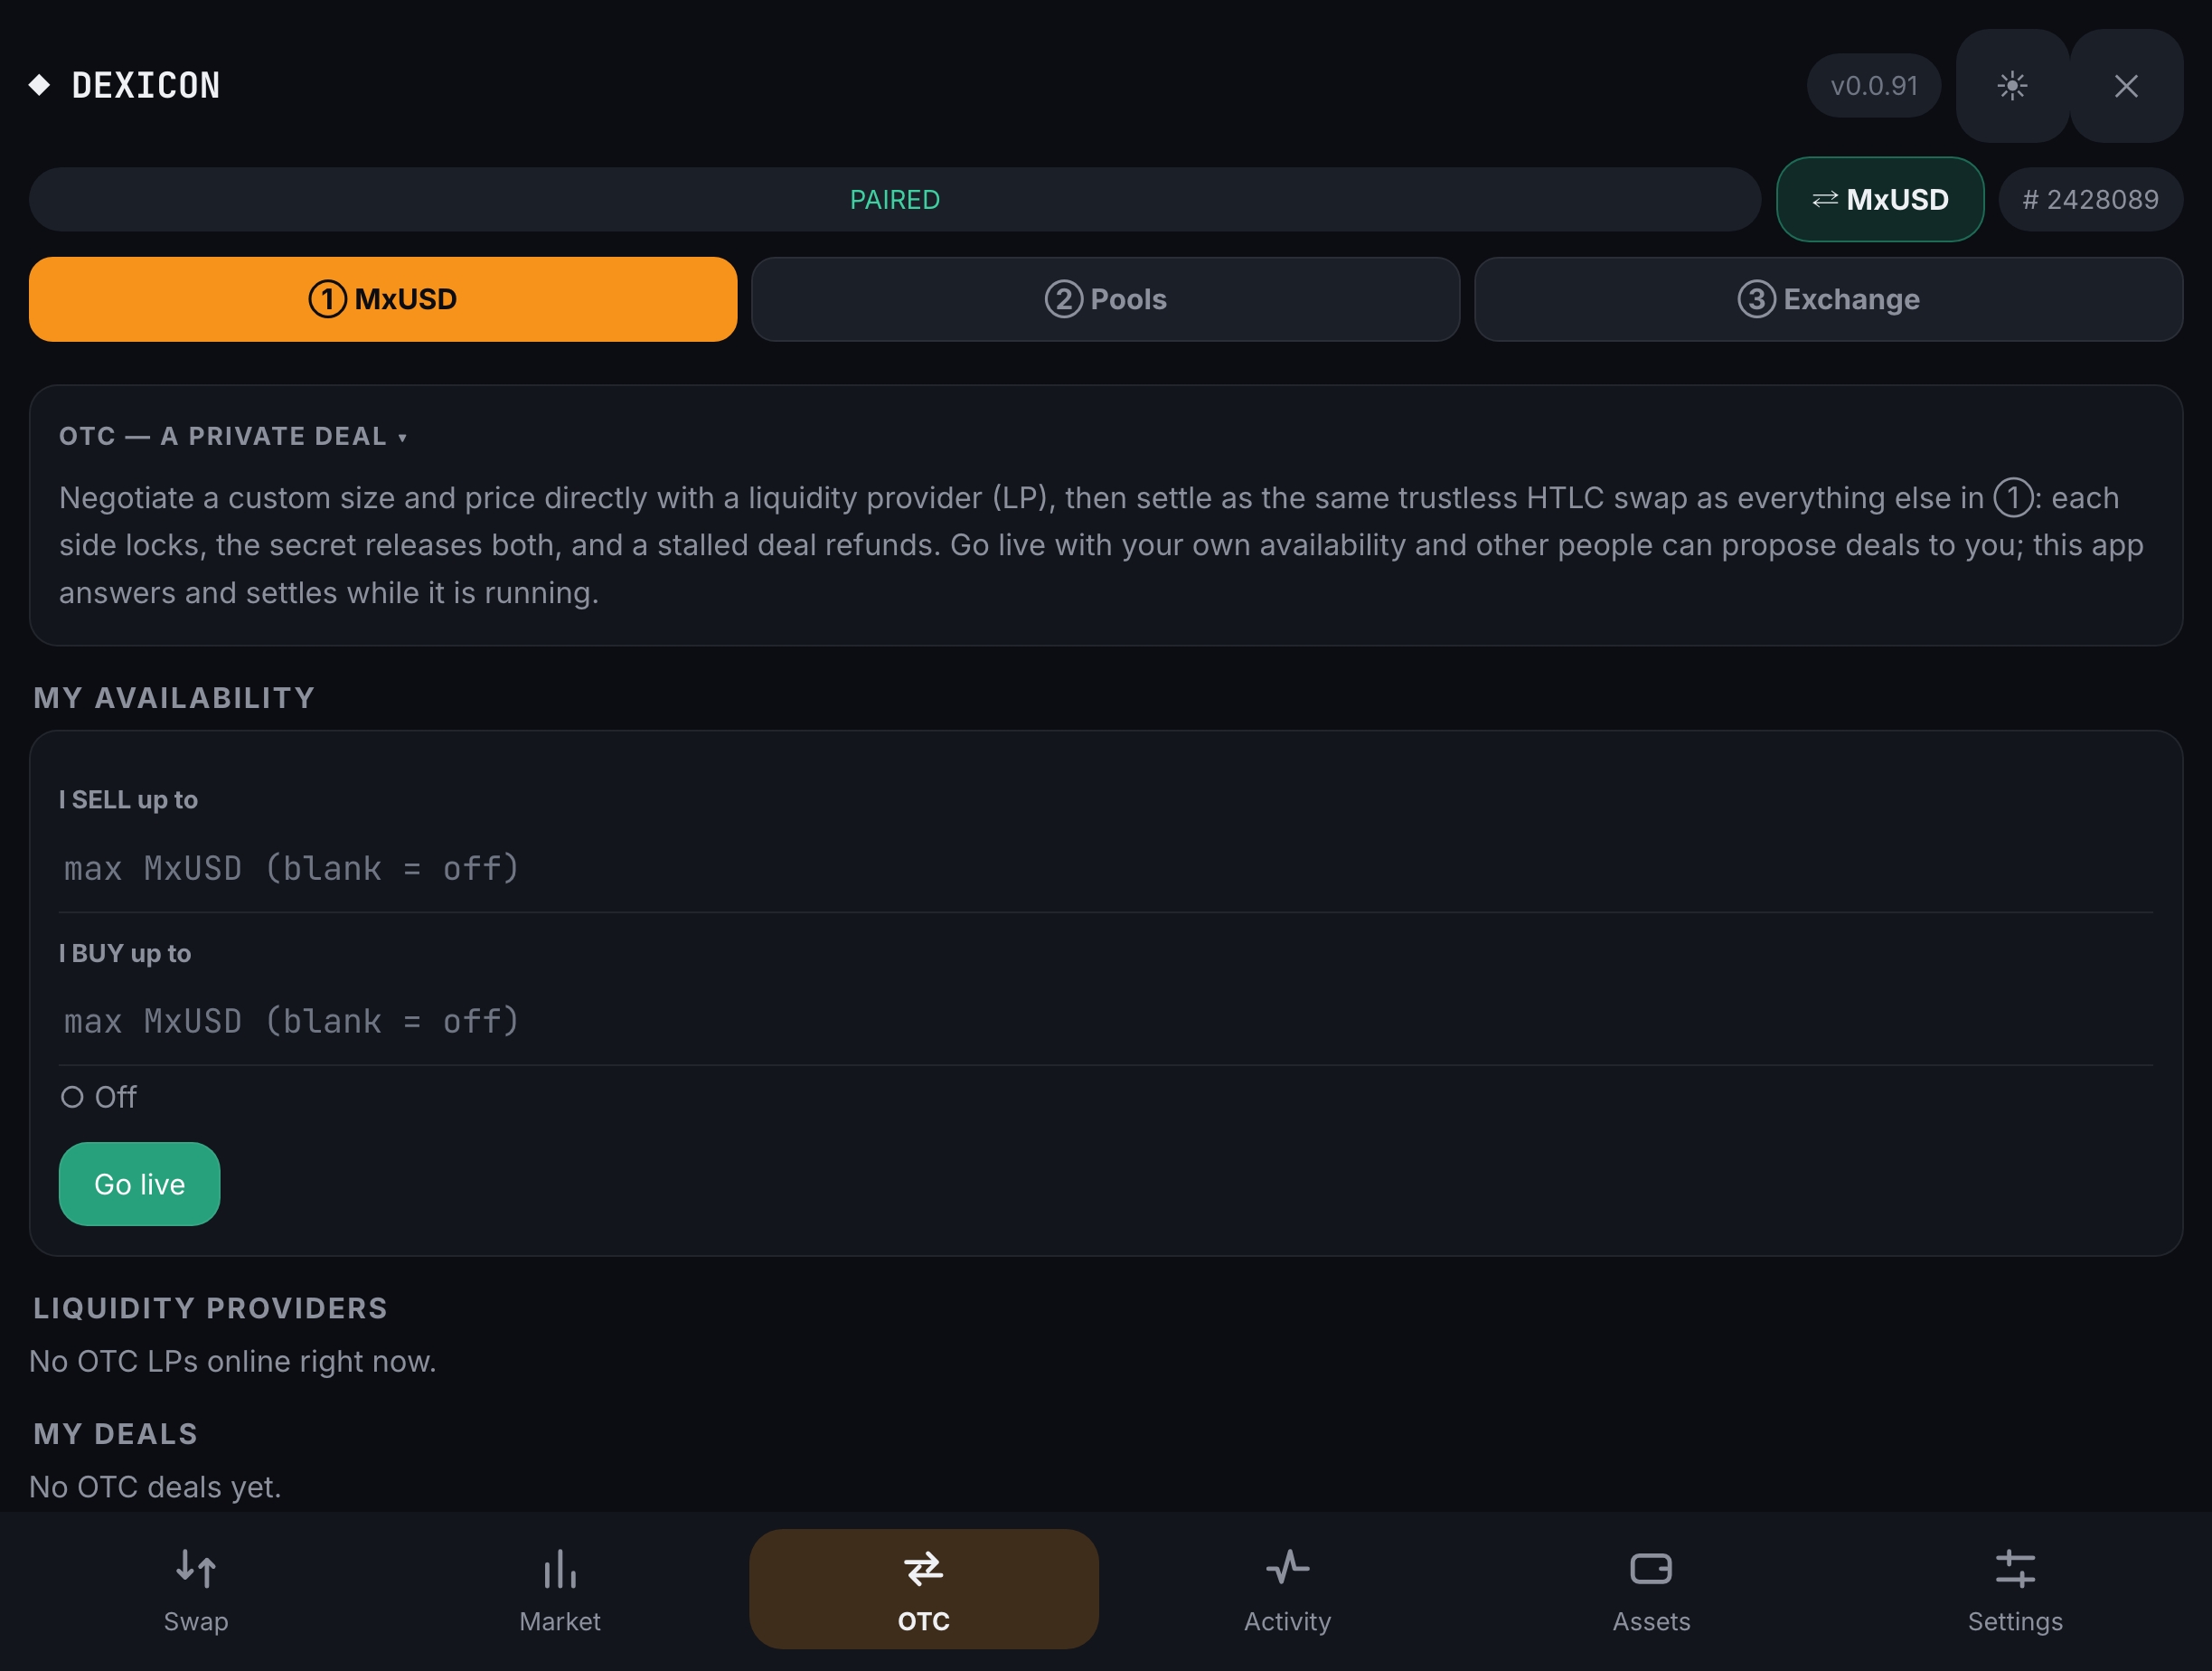 ◆ DEXICON
v0.0.91
PAIRED
⇄ MxUSD
# 2428089
① MxUSD
② Pools
③ Exchange
OTC — A PRIVATE DEAL ▾
Negotiate a custom size and price directly with a liquidity provider (LP), then settle as the same trustless HTLC swap as everything else in ①: each
side locks, the secret releases both, and a stalled deal refunds. Go live with your own availability and other people can propose deals to you; this app
answers and settles while it is running.
MY AVAILABILITY
I SELL up to
max MxUSD (blank = off)
I BUY up to
max MxUSD (blank = off)
○ Off
Go live
LIQUIDITY PROVIDERS
No OTC LPs online right now.
MY DEALS
No OTC deals yet.
Swap
Market
OTC
Activity
Assets
Settings